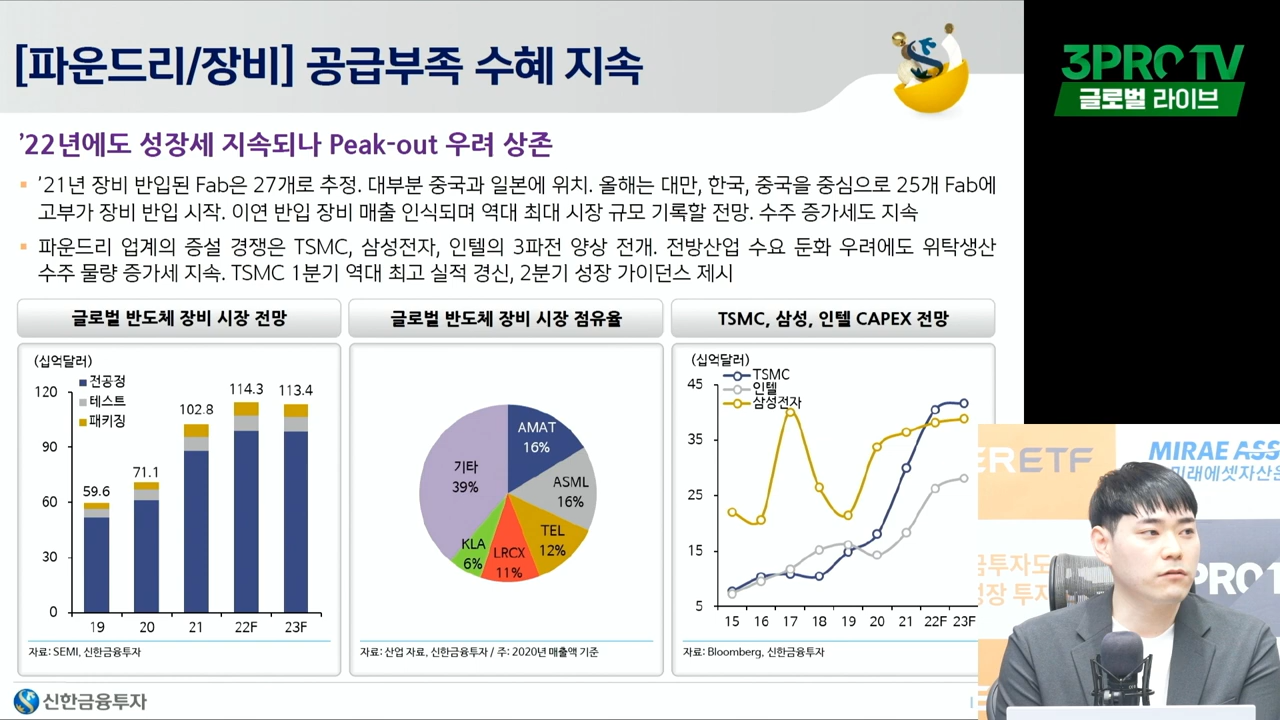 [파운드리/장비] 공급부족 수혜 지속
3PRO TV
글로벌 라이브
'22년에도 성장세 지속되나 Peak-out 우려 상존
'21년 장비 반입된 Fab은 27개로 추정. 대부분 중국과 일본에 위치. 올해는 대만, 한국, 중국을 중심으로 25개 Fab에
고부가 장비 반입 시작. 이연 반입 장비 매출 인식되며 역대 최대 시장 규모 기록할 전망. 수주 증가세도 지속
파운드리 업계의 증설 경쟁은 TSMC, 삼성전자, 인텔의 3파전 양상 전개. 전방산업 수요 둔화 우려에도 위탁생산
수주 물량 증가세 지속. TSMC 1분기 역대 최고 실적 경신, 2분기 성장 가이던스 제시
글로벌 반도체 장비 시장 전망
(십억달러)
전공정
테스트
패키징
120
90
60
30
0
59.6
71.1
102.8
114.3
113.4
19 20 21 22F 23F
자료: SEMI, 신한금융투자
글로벌 반도체 장비 시장 점유율
AMAT
16%
ASML
16%
TEL
12%
LRCX
11%
KLA
6%
기타
39%
자료: 산업 자료, 신한금융투자 / 주: 2020년 매출액 기준
TSMC, 삼성, 인텔 CAPEX 전망
(십억달러)
TSMC
인텔
삼성전자
45
35
25
15
5
15 16 17 18 19 20 21 22F 23F
자료: Bloomberg, 신한금융투자
신한금융투자
ERETF
MIRAE ASS
미래에셋자산운
금투자도
성장 투자
PRO T